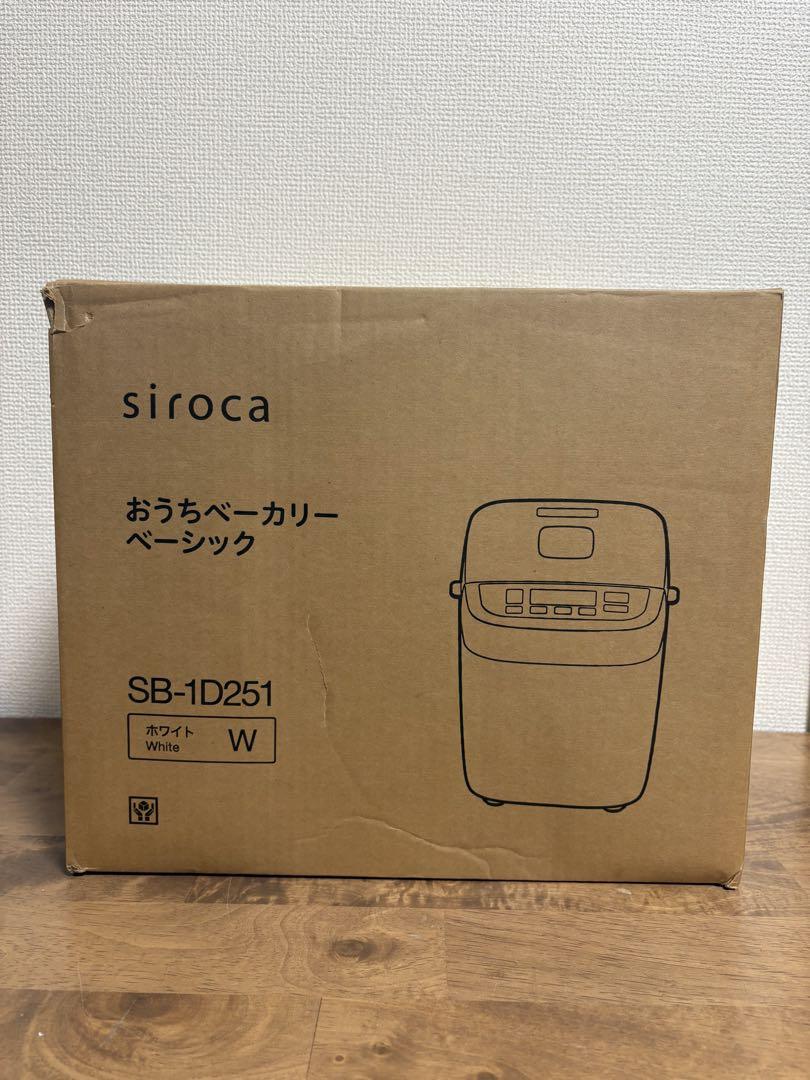 siroca
おうちベーカリー
ベーシック
SB-1D251
ホワイト
White
W